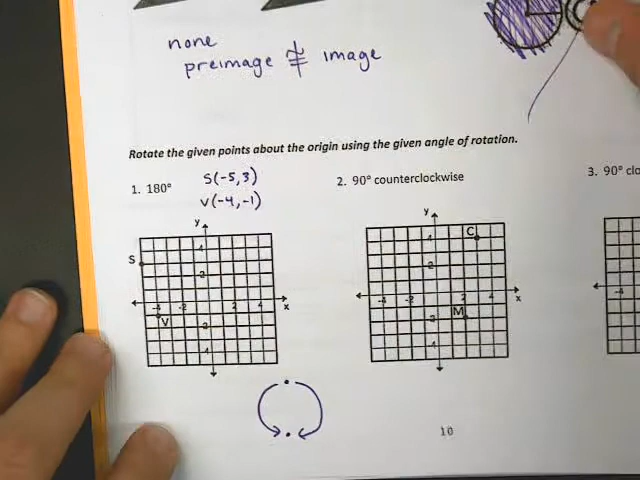 none
preimage ≇ image
Rotate the given points about the origin using the given angle of rotation.
1. 180°
S(-5,3)
V(-4,-1)
2. 90° counterclockwise
3. 90° clo
y
4
2
S
-4 -2 2 4
x
V
-2
-4
y
C
4
2
-4 -2 2 4
x
M
-2
-4
-4
10